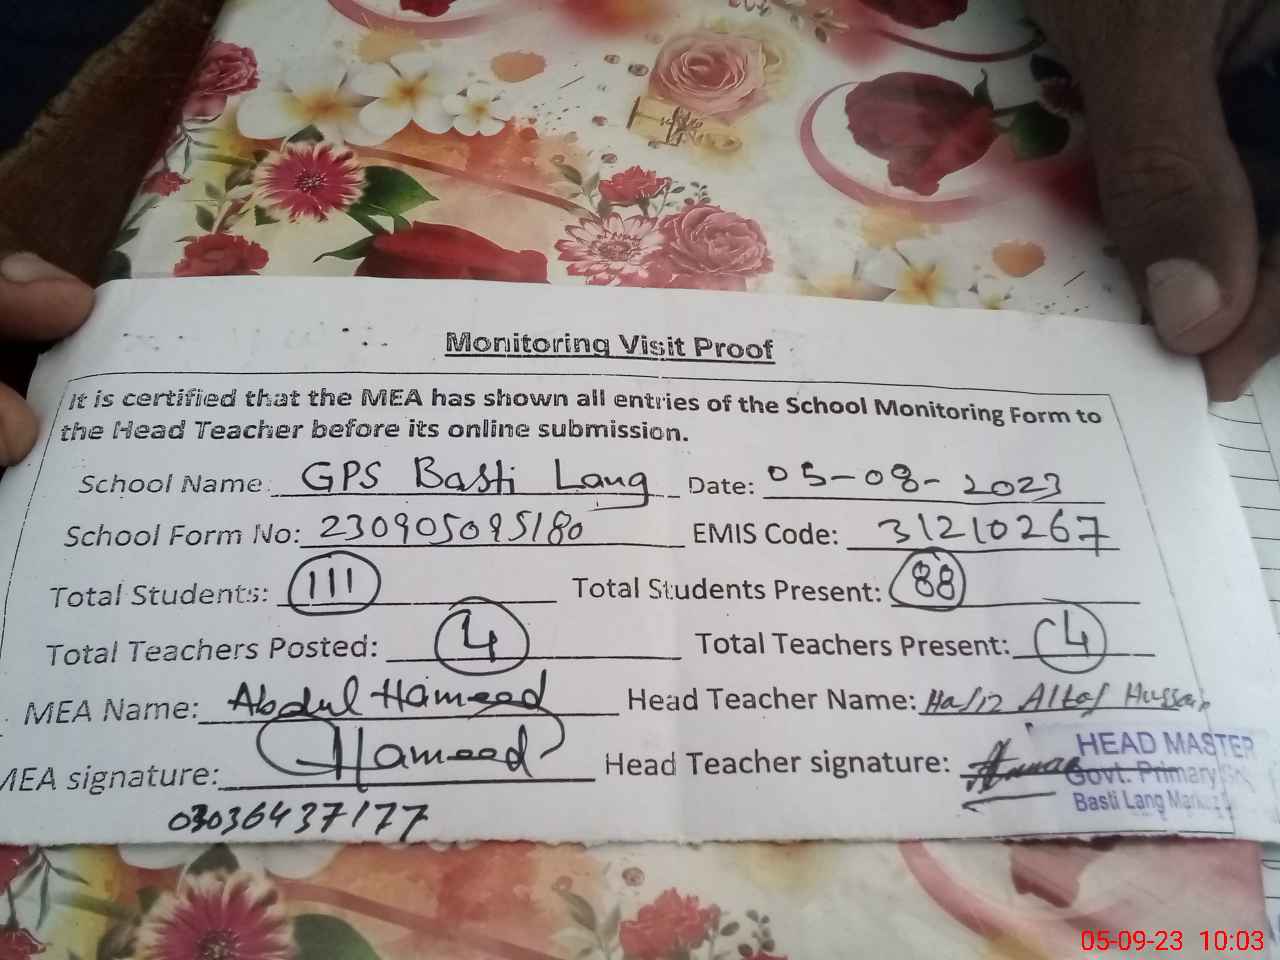 Monitoring Visit Proof
It is certified that the MEA has shown all entries of the School Monitoring Form to
the Head Teacher before its online submission.
School Name: GPS Basti Lang Date: 05-08-2023
School Form No: 230905095180 EMIS Code: 31210267
Total Students: 111 Total Students Present: 88
Total Teachers Posted: 4 Total Teachers Present: 4
MEA Name: Abdul Hameed Head Teacher Name: Hafiz Altaf Hussain
MEA signature: Hameed Head Teacher signature:
HEAD MASTER
Govt. Primary
Basti Lang
03036437177
05-09-23 10:03